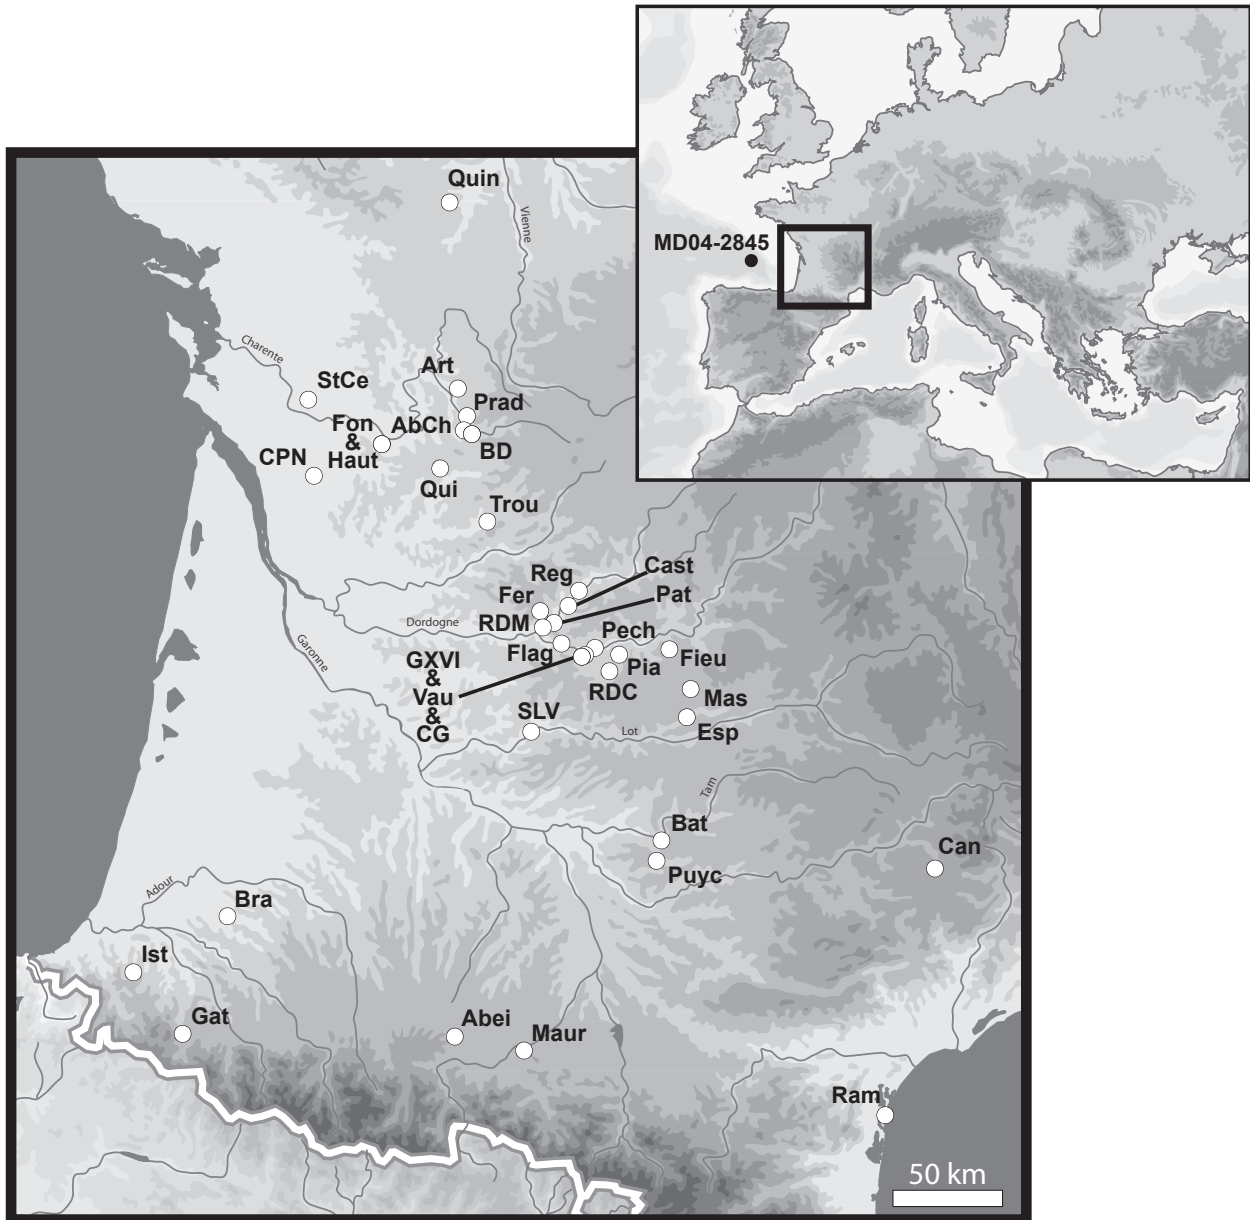 MD04-2845
Quin
Vienne
Charente
StCe
Art
Prad
Fon
&
Haut
AbCh
BD
CPN
Qui
Trou
Reg
Cast
Fer
Pat
RDM
Dordogne
Pech
Flag
Pia
Fieu
Garonne
GXVI
&
Vau
&
CG
RDC
Mas
SLV
Lot
Esp
Tarn
Bat
Can
Puyc
Adour
Bra
Ist
Gat
Abei
Maur
Ram
50 km